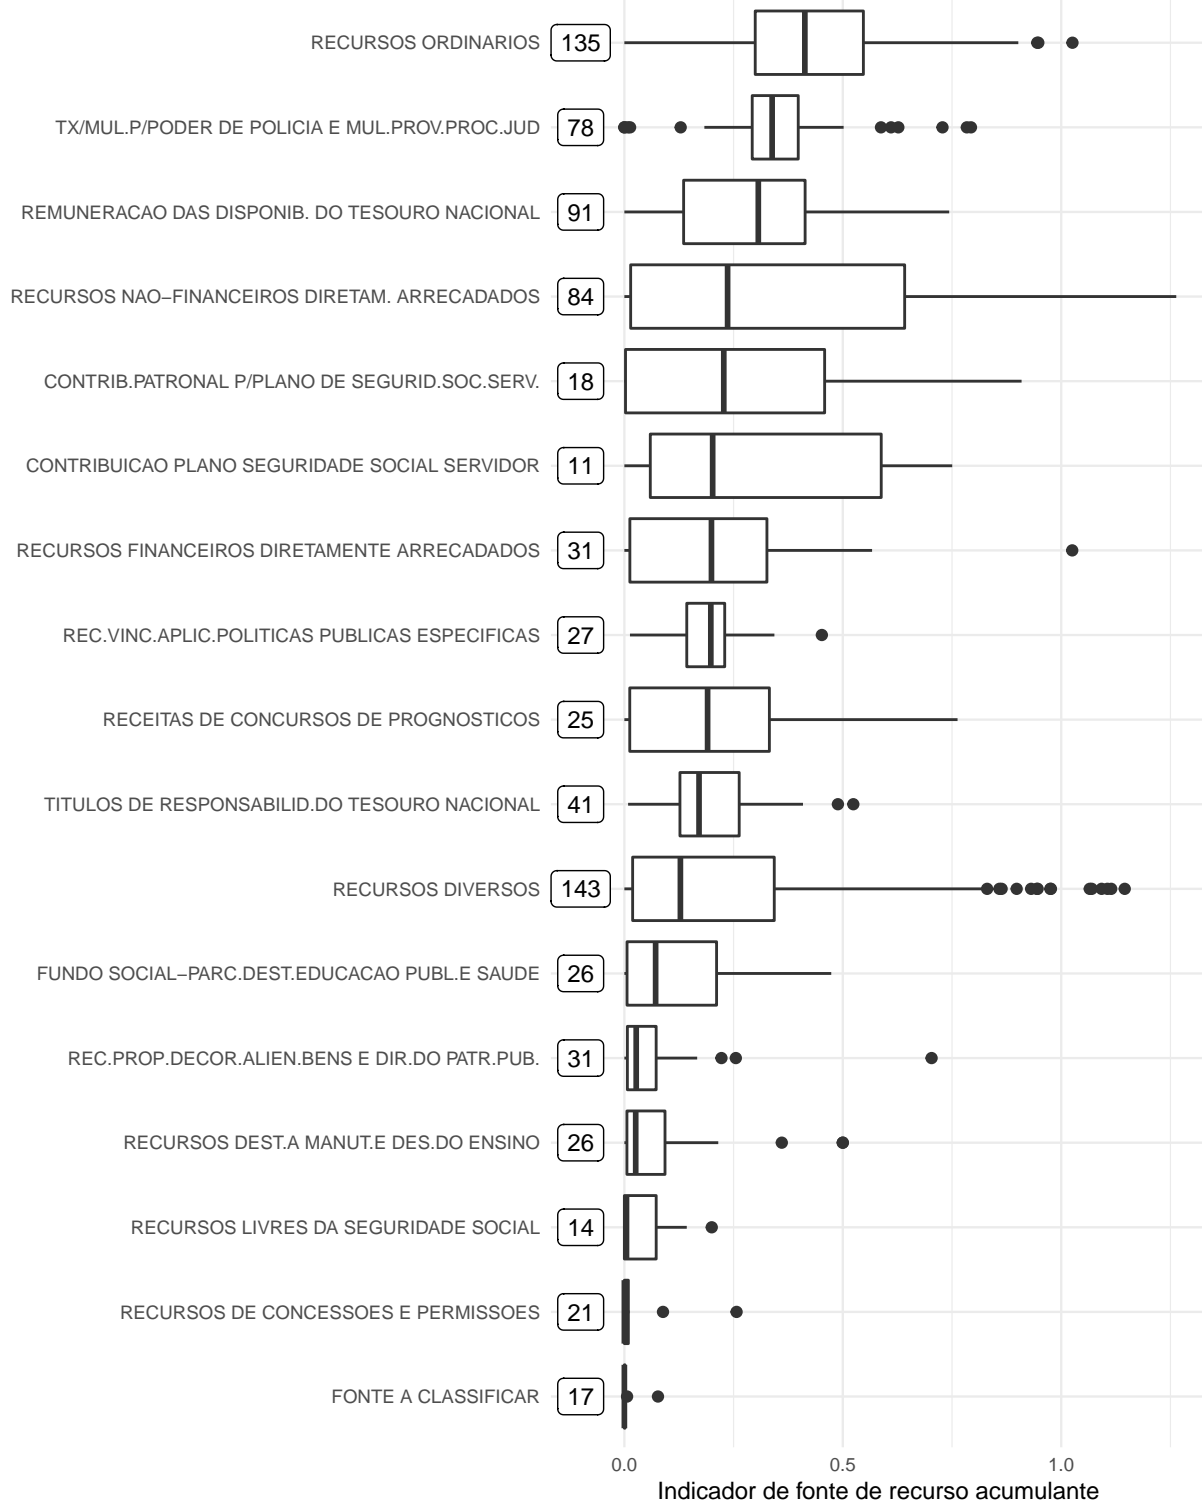 RECURSOS ORDINARIOS 135
TX/MUL.P/PODER DE POLICIA E MUL.PROV.PROC.JUD 78
REMUNERACAO DAS DISPONIB. DO TESOURO NACIONAL 91
RECURSOS NAO−FINANCEIROS DIRETAM. ARRECADADOS 84
CONTRIB.PATRONAL P/PLANO DE SEGURID.SOC.SERV. 18
CONTRIBUICAO PLANO SEGURIDADE SOCIAL SERVIDOR 11
RECURSOS FINANCEIROS DIRETAMENTE ARRECADADOS 31
REC.VINC.APLIC.POLITICAS PUBLICAS ESPECIFICAS 27
RECEITAS DE CONCURSOS DE PROGNOSTICOS 25
TITULOS DE RESPONSABILID.DO TESOURO NACIONAL 41
RECURSOS DIVERSOS 143
FUNDO SOCIAL−PARC.DEST.EDUCACAO PUBL.E SAUDE 26
REC.PROP.DECOR.ALIEN.BENS E DIR.DO PATR.PUB. 31
RECURSOS DEST.A MANUT.E DES.DO ENSINO 26
RECURSOS LIVRES DA SEGURIDADE SOCIAL 14
RECURSOS DE CONCESSOES E PERMISSOES 21
FONTE A CLASSIFICAR 17
0.0 0.5 1.0
Indicador de fonte de recurso acumulante